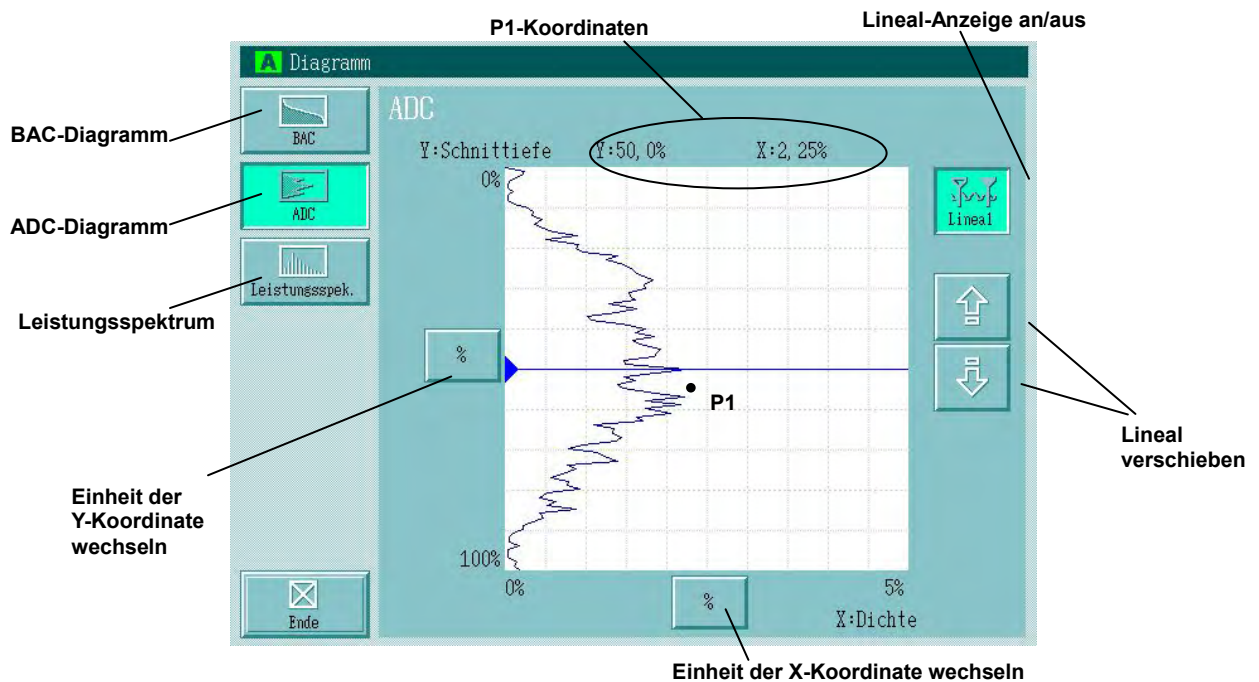 Lineal-Anzeige an/aus
P1-Koordinaten
A Diagramm
BAC-Diagramm
BAC
ADC
Y:Schnittiefe Y:50,0% X:2,25%
0%
ADC-Diagramm
ADC
Lineal
Leistungsspek.
Leistungsspektrum
%
P1
Lineal
verschieben
Einheit der
Y-Koordinate
wechseln
100%
0%
5%
%
X:Dichte
Ende
Einheit der X-Koordinate wechseln